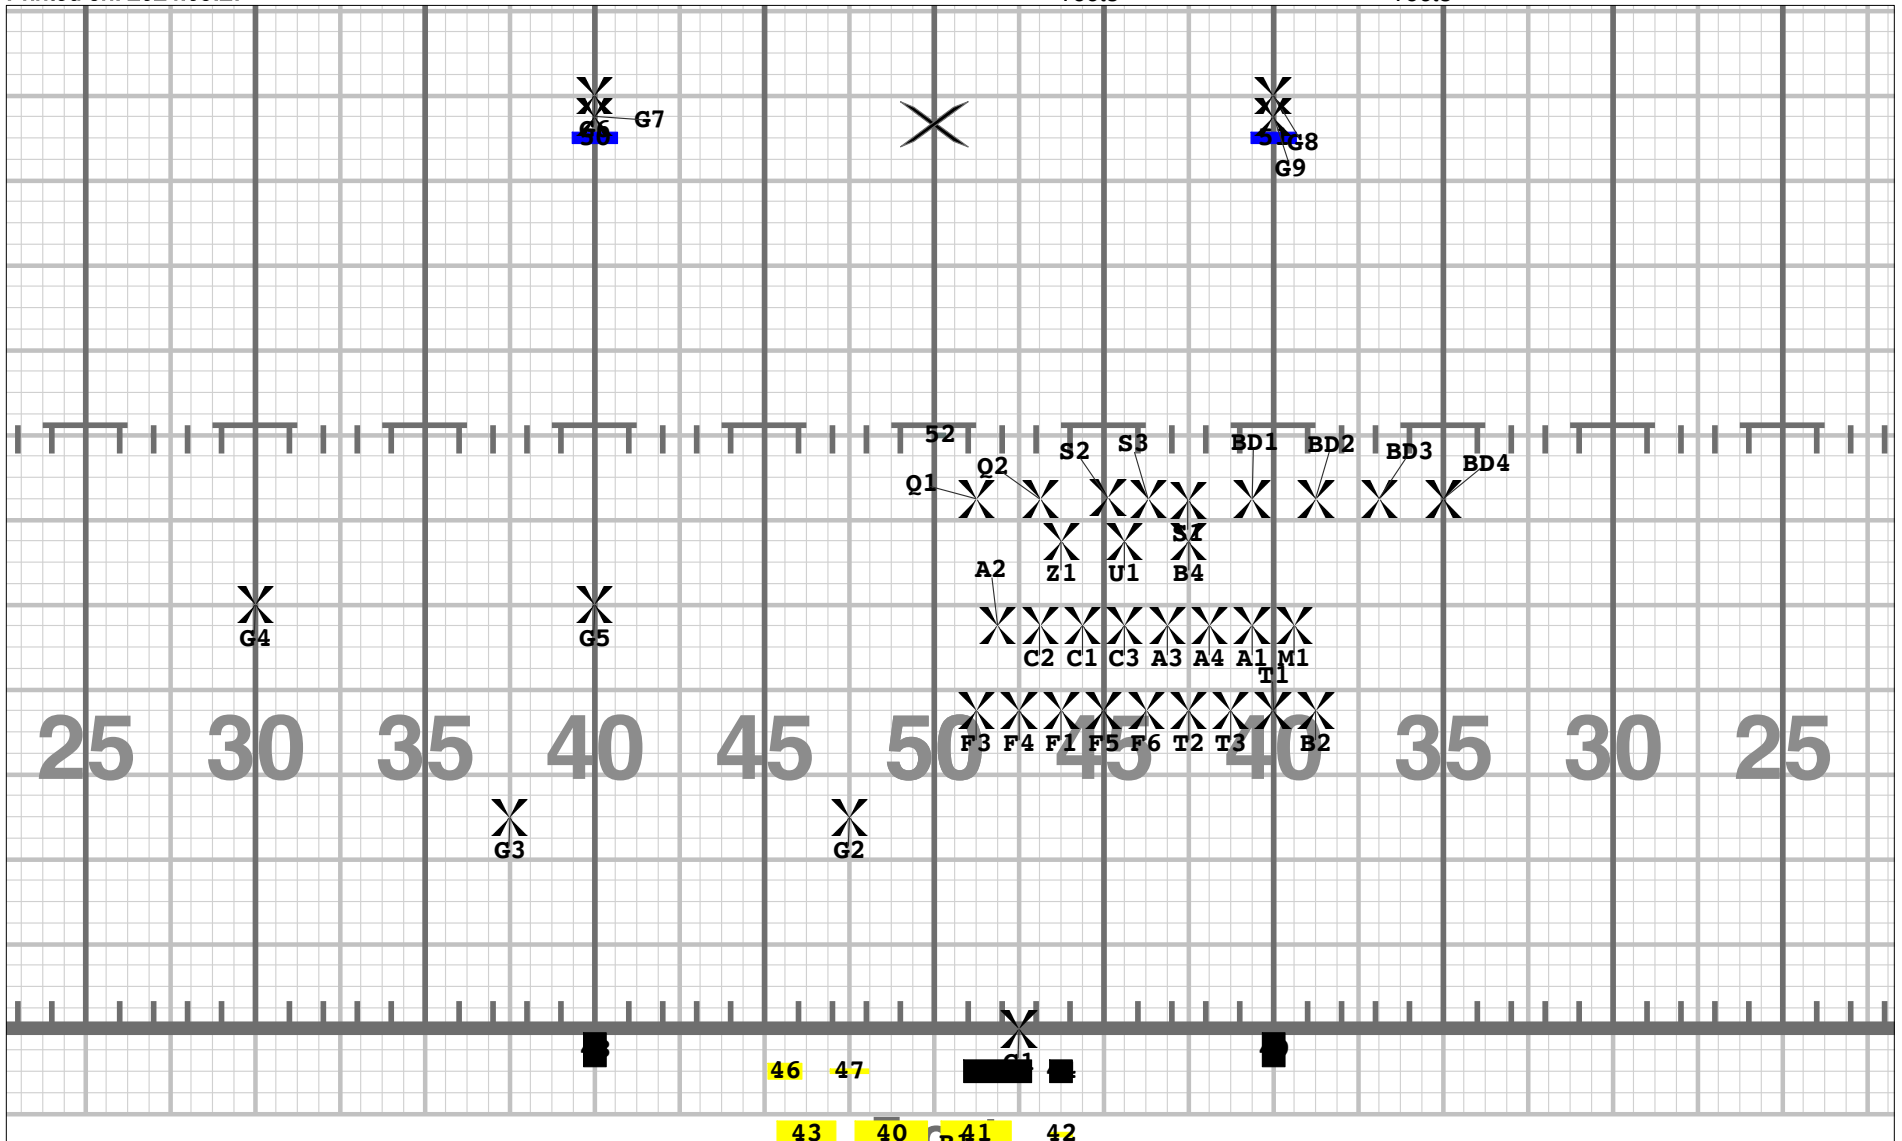 G7
G6
G8
G9
52
S3 BD1 BD2
S2 BD3
Q2 BD4
Q1
S1
A2 Z1 U1 B4
G4 G5
C2 C1 C3 A3 A4 A1 M1
T1
25 30 35 40 45 50 45 40 35 30 25
F3 F4 F1 F5 F6 T2 T3 B2
G3 G2
46 47
43 40 41 42